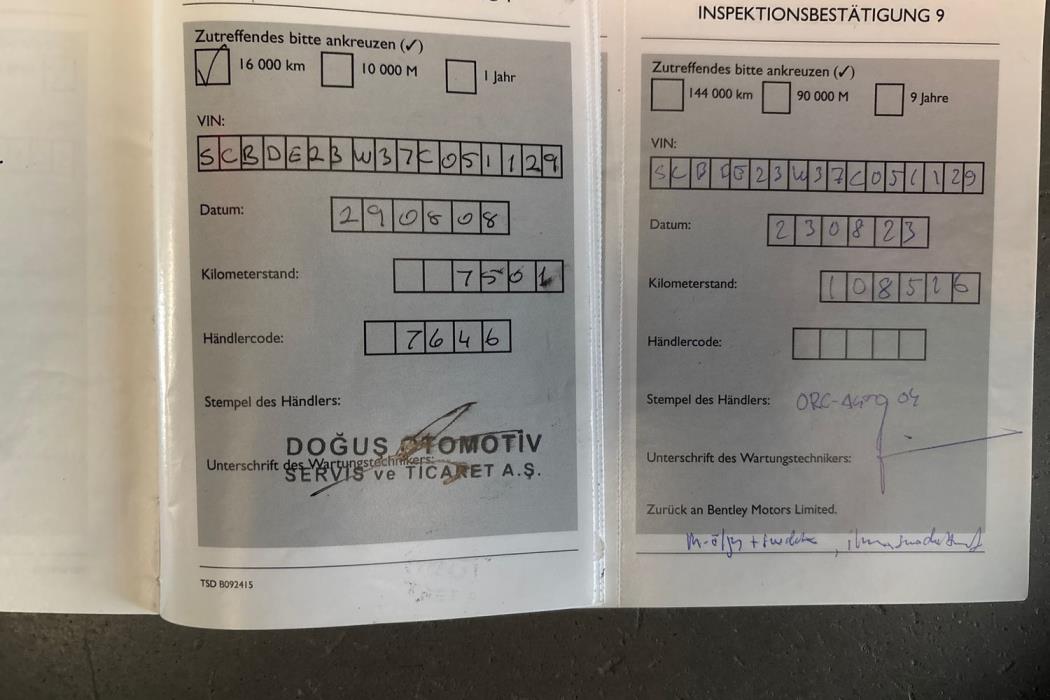 Zutreffendes bitte ankreuzen (✓)
✓ 16 000 km 10 000 M 1 Jahr
VIN:
SCBDE23W37C051129
Datum:
290808
Kilometerstand:
7501
Händlercode:
7646
Stempel des Händlers:
DOĞUŞ OTOMOTİV
Unterschrift des Wartungstechnikers:
SERVİS ve TİCARET A.Ş.
TSD B092415
INSPEKTIONSBESTÄTIGUNG 9
Zutreffendes bitte ankreuzen (✓)
144 000 km 90 000 M 9 Jahre
VIN:
SCBDE23W37C051129
Datum:
230823
Kilometerstand:
108526
Händlercode:
Stempel des Händlers:
Unterschrift des Wartungstechnikers:
Zurück an Bentley Motors Limited.